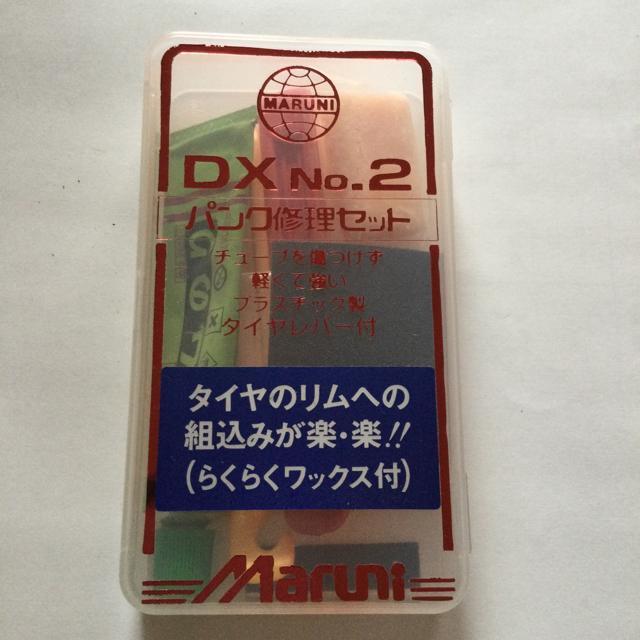 MARUNI
DX No.2
パンク修理セット
チューブを傷つけず
軽くて強い
プラスチック製
タイヤレバー付
タイヤのリムへの
組込みが楽・楽!!
(らくらくワックス付)
Maruni